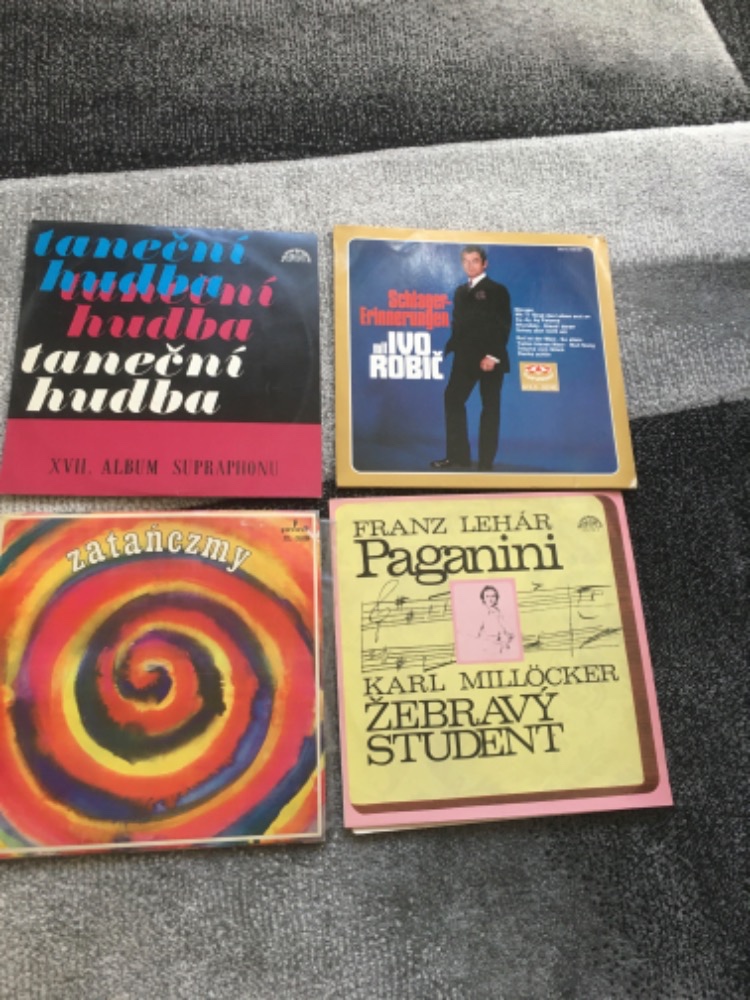 taneční
hudba
taneční
hudba
taneční
hudba
XVII. ALBUM SUPRAPHONU
Schlager-
Erinnerungen
mit IVO
ROBIČ
zatańczmy
FRANZ LEHÁR
Paganini
KARL MILLÖCKER
ŽEBRAVÝ
STUDENT